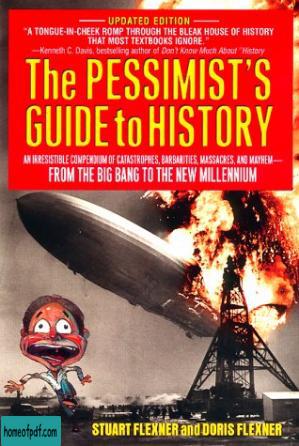 UPDATED EDITION
"A TONGUE-IN-CHEEK ROMP THROUGH THE BLEAK HOUSE OF HISTORY
THAT MOST TEXTBOOKS IGNORE."
—Kenneth C. Davis, bestselling author of Don't Know Much About® History
The PESSIMIST'S
GUIDE to HISTORY
AN IRRESISTIBLE COMPENDIUM OF CATASTROPHES, BARBARITIES, MASSACRES, AND MAYHEM—
FROM THE BIG BANG TO THE NEW MILLENNIUM
homeofpdf.com
STUART FLEXNER and DORIS FLEXNER